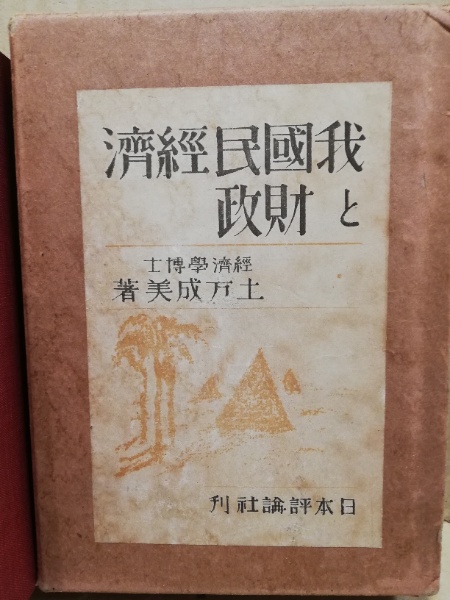 我國民經濟
と財政
經濟學博士
土方成美著
日本評論社刊